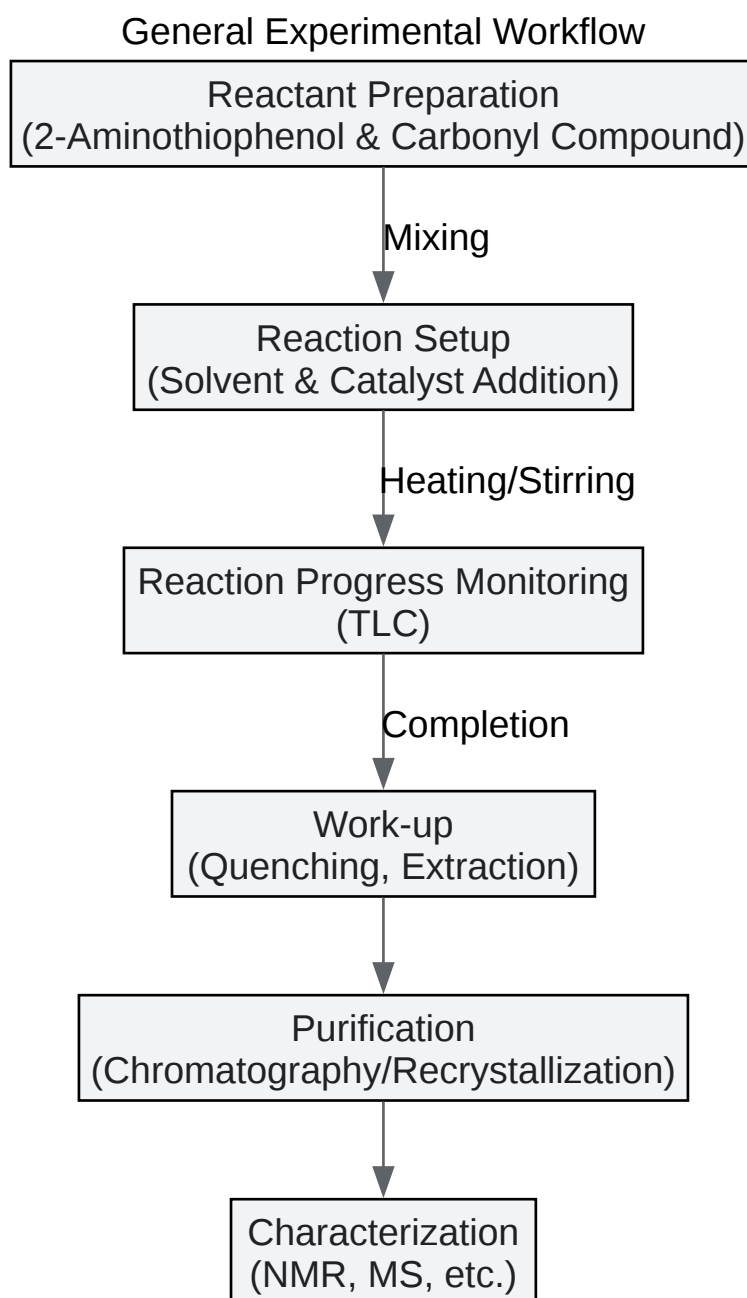 General Experimental Workflow
Reactant Preparation
(2-Aminothiophenol & Carbonyl Compound)
Mixing
Reaction Setup
(Solvent & Catalyst Addition)
Heating/Stirring
Reaction Progress Monitoring
(TLC)
Completion
Work-up
(Quenching, Extraction)
Purification
(Chromatography/Recrystallization)
Characterization
(NMR, MS, etc.)